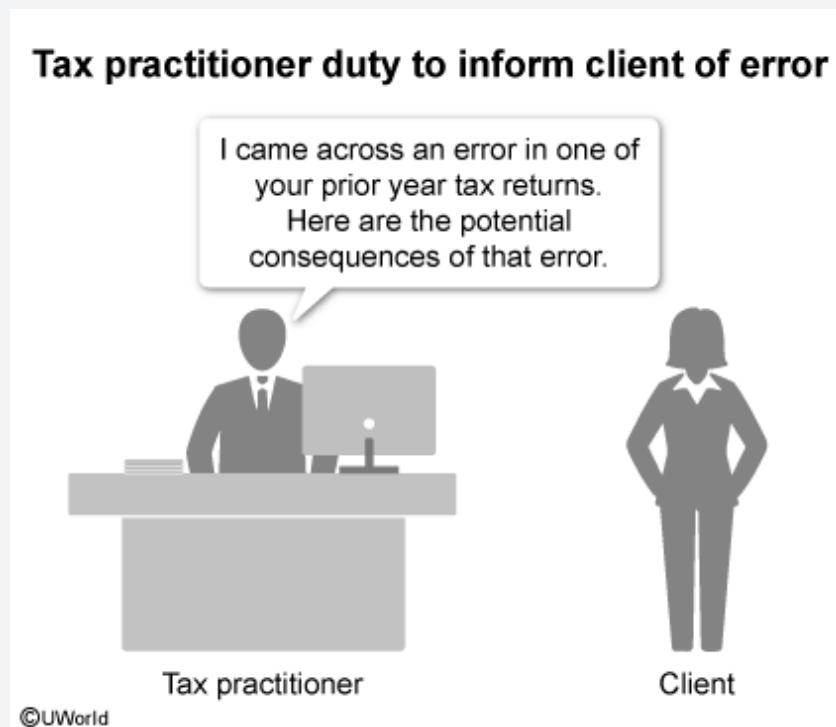 Tax practitioner duty to inform client of error
I came across an error in one of
your prior year tax returns.
Here are the potential
consequences of that error.
Tax practitioner
Client
©UWorld